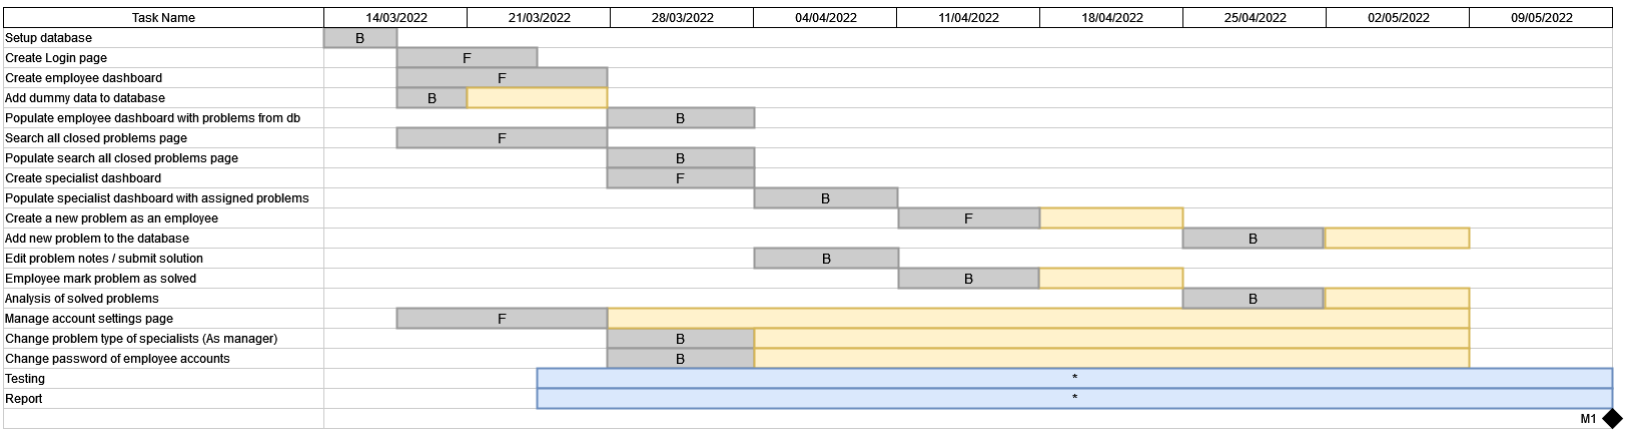 Task Name 14/03/2022 21/03/2022 28/03/2022 04/04/2022 11/04/2022 18/04/2022 25/04/2022 02/05/2022 09/05/2022
Setup database B
Create Login page F
Create employee dashboard F
Add dummy data to database B
Populate employee dashboard with problems from db B
Search all closed problems page F
Populate search all closed problems page B
Create specialist dashboard F
Populate specialist dashboard with assigned problems B
Create a new problem as an employee F
Add new problem to the database B
Edit problem notes / submit solution B
Employee mark problem as solved B
Analysis of solved problems B
Manage account settings page F
Change problem type of specialists (As manager) B
Change password of employee accounts B
Testing *
Report *
M1